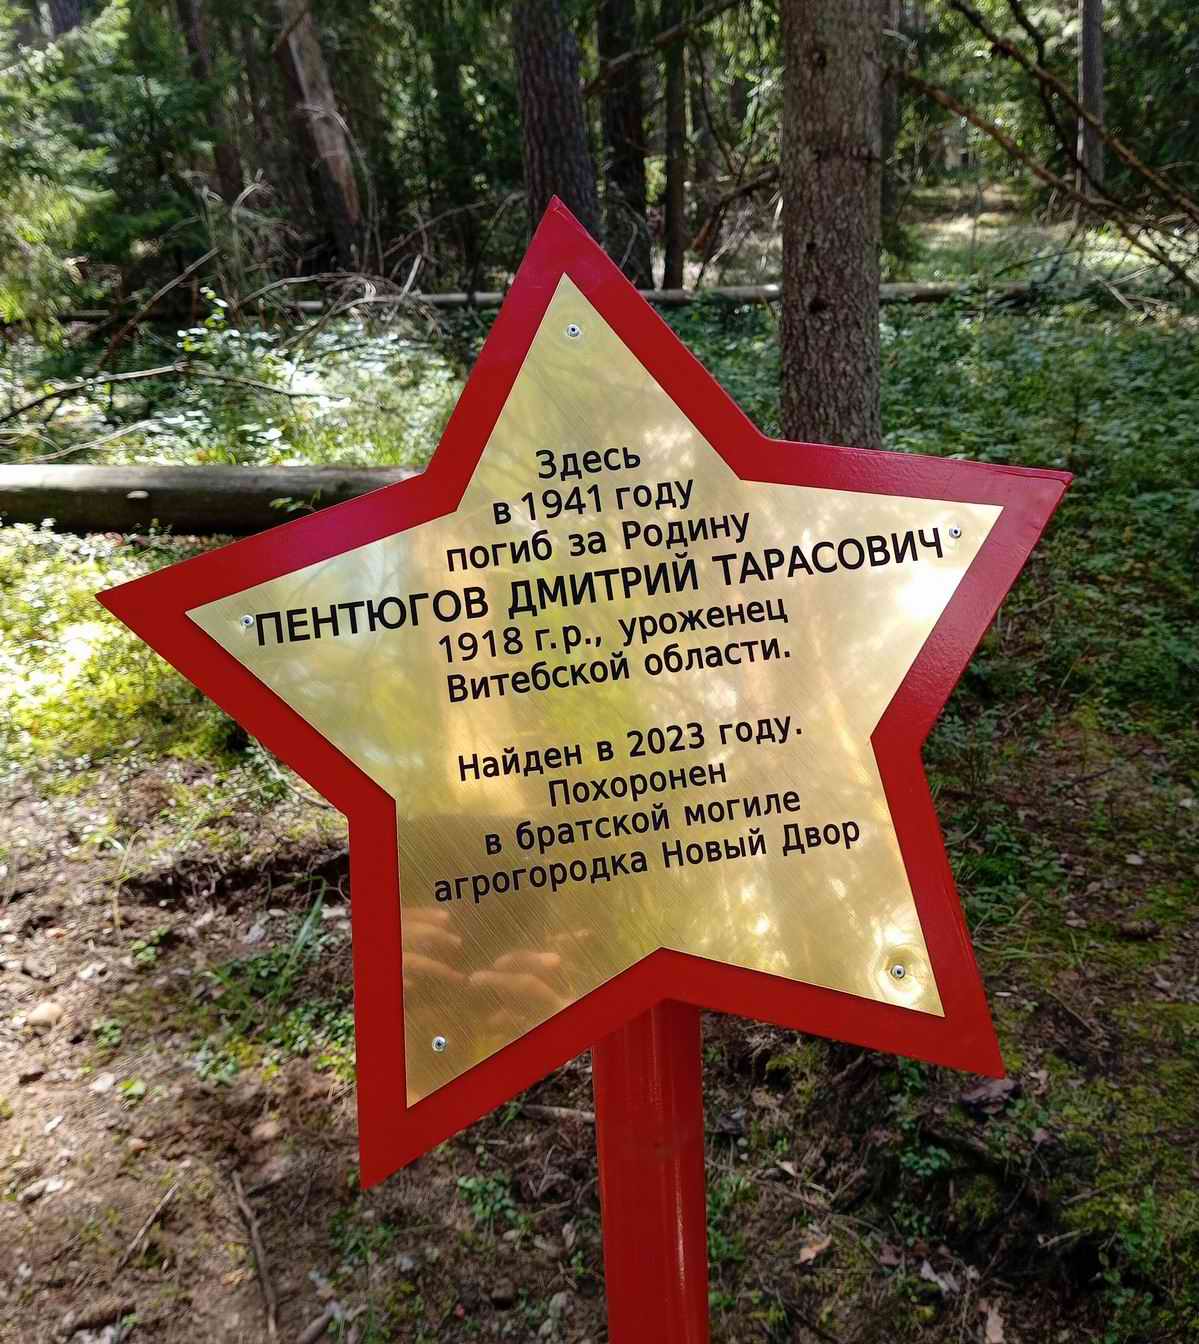 Здесь
в 1941 году
погиб за Родину
ПЕНТЮГОВ ДМИТРИЙ ТАРАСОВИЧ
1918 г.р., уроженец
Витебской области.
Найден в 2023 году.
Похоронен
в братской могиле
агрогородка Новый Двор